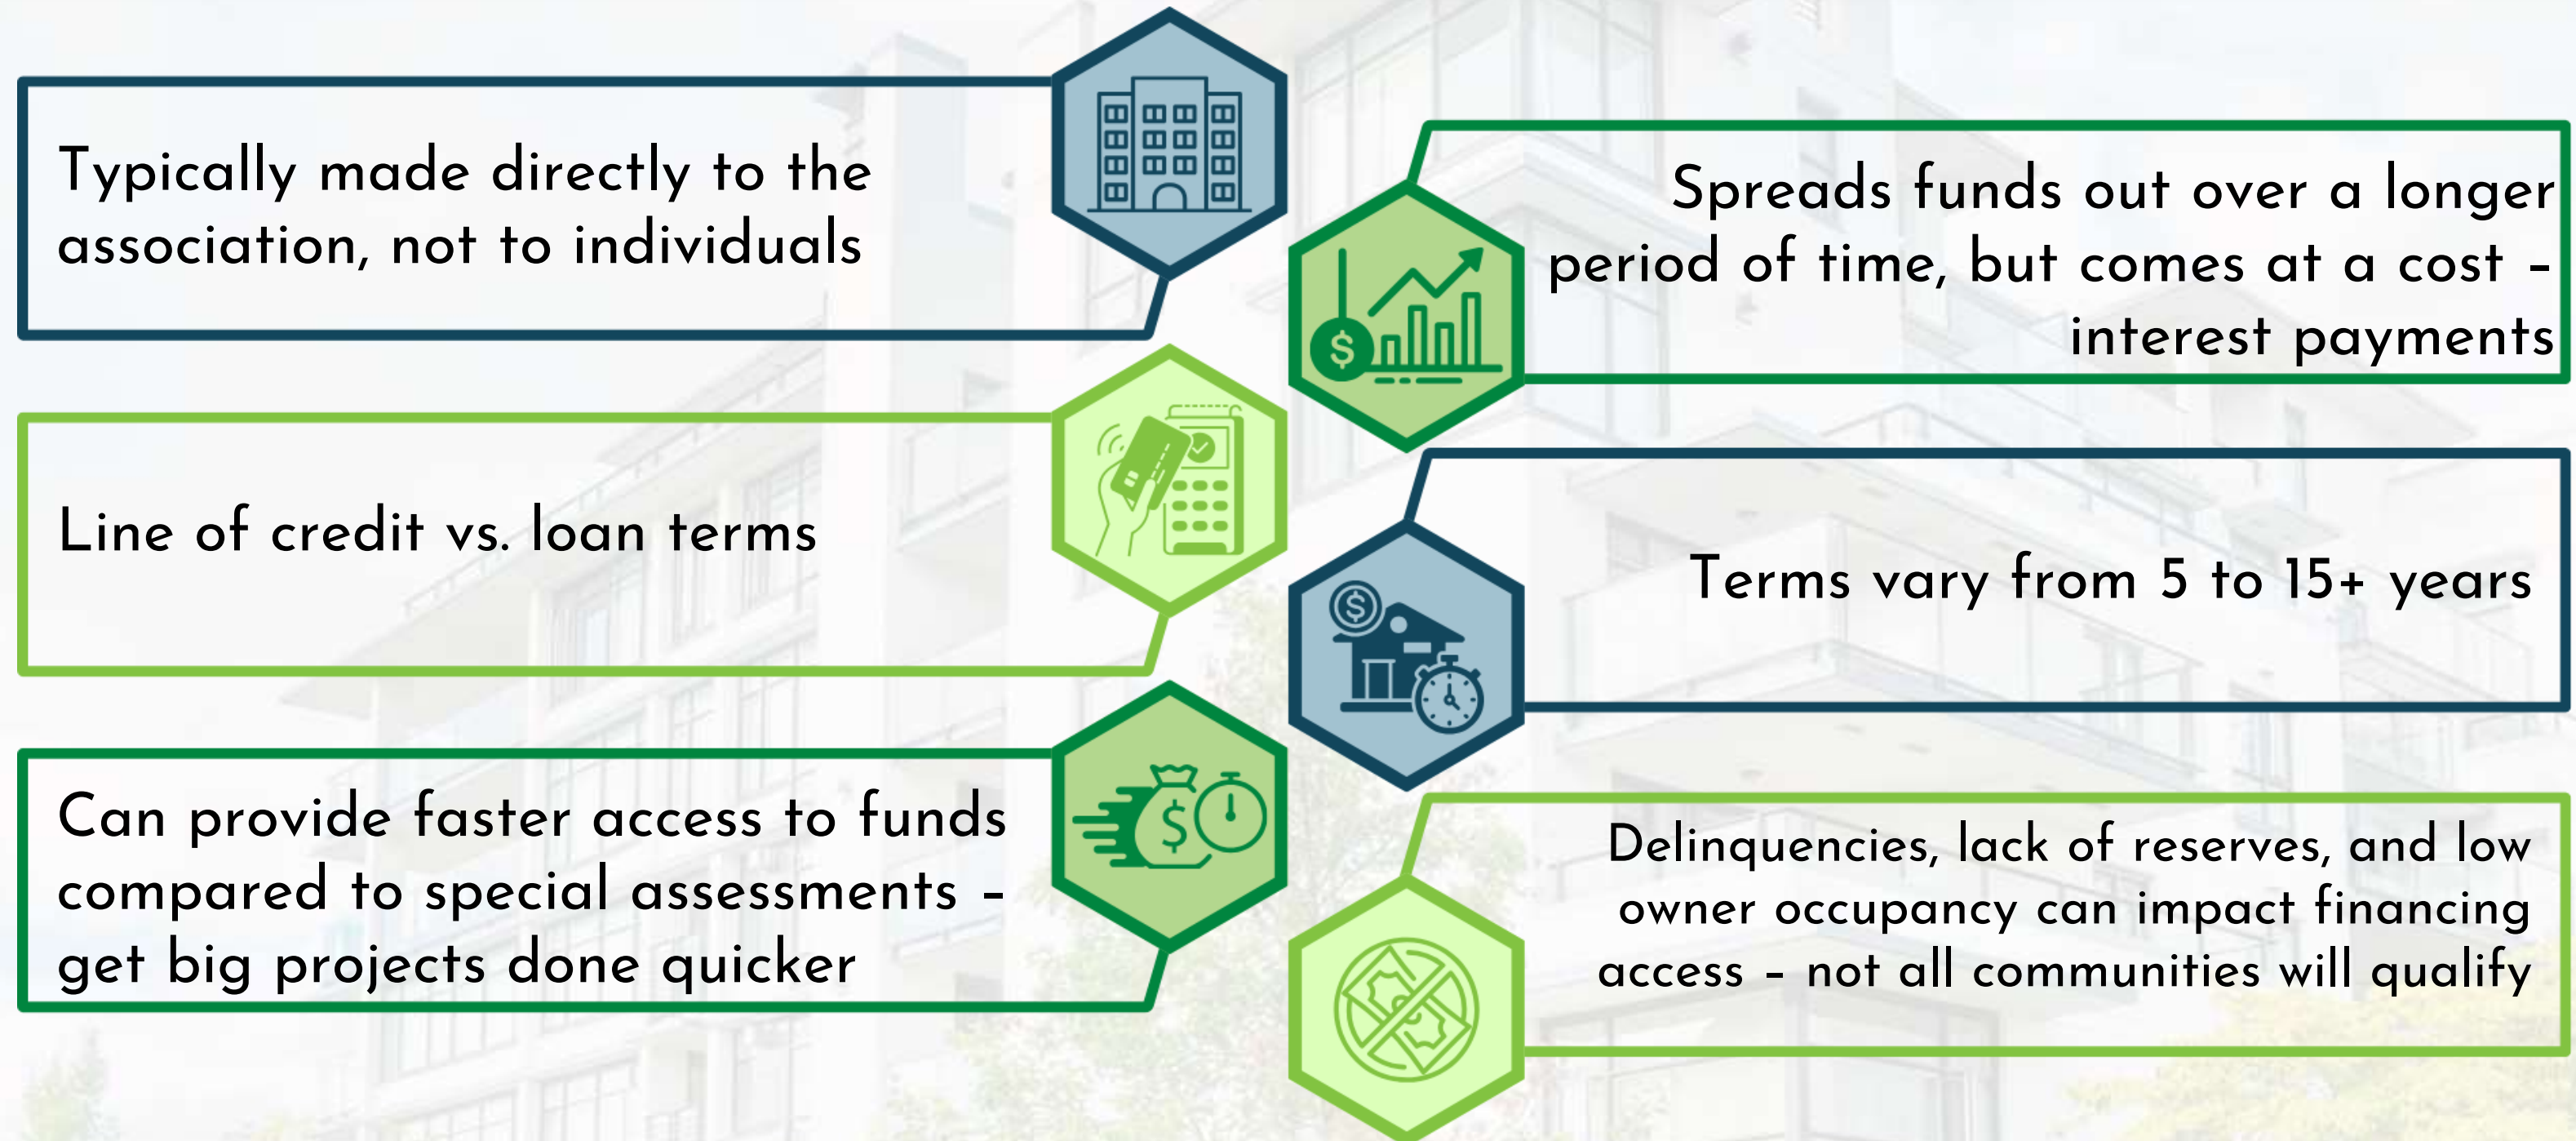 Typically made directly to the
association, not to individuals
Spreads funds out over a longer
period of time, but comes at a cost –
interest payments
Line of credit vs. loan terms
Terms vary from 5 to 15+ years
Can provide faster access to funds
compared to special assessments –
get big projects done quicker
Delinquencies, lack of reserves, and low
owner occupancy can impact financing
access – not all communities will qualify